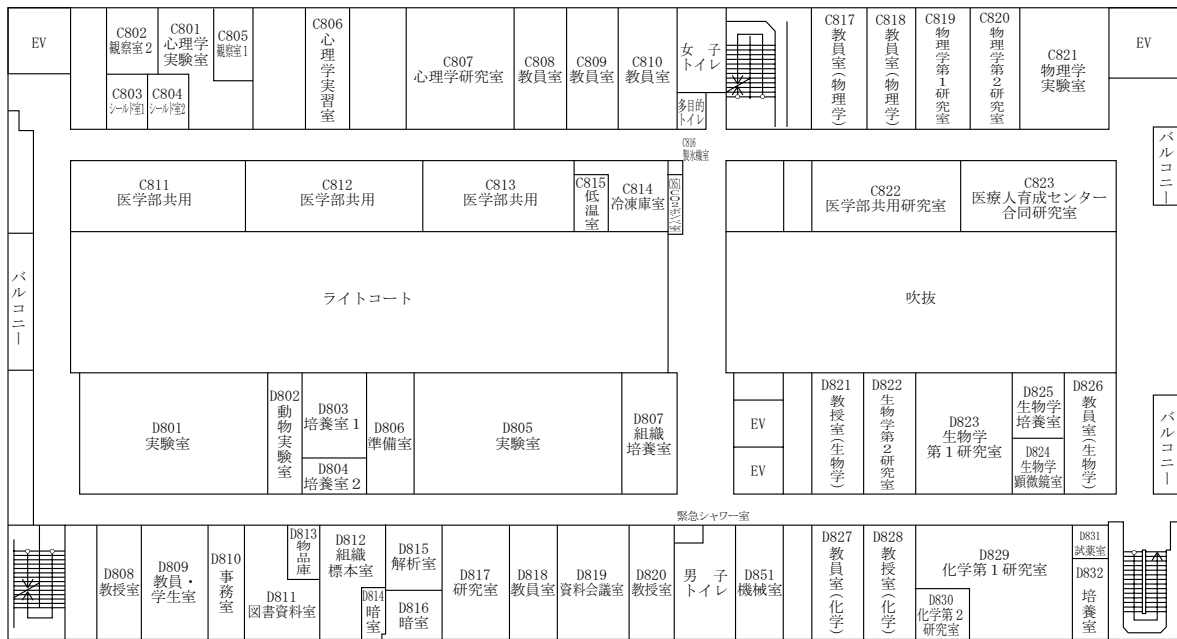 EV
C802
観察室２
C801
心理学
実験室
C805
観察室１
C803
シールド室1
C804
シールド室2
C806
心理学実習室
C807
心理学研究室
C808
教員室
C809
教員室
C810
教員室
女　子
トイレ
多目的
トイレ
C816
製氷機室
C817
教員室(物理学)
C818
教員室(物理学)
C819
物理学第１研究室
C820
物理学第２研究室
C821
物理学
実験室
EV
バルコニー
C811
医学部共用
C812
医学部共用
C813
医学部共用
C815
低温室
C814
冷凍庫室
C822
医学部共用研究室
C823
医療人育成センター
合同研究室
バルコニー
ライトコート
吹抜
D801
実験室
D802
動物実験室
D803
培養室１
D804
培養室２
D806
準備室
D805
実験室
D807
組織
培養室
EV
EV
D821
教授室(生物学)
D822
生物学第２研究室
D823
生物学
第１研究室
D825
生物学
培養室
D824
生物学
顕微鏡室
D826
教員室(生物学)
バルコニー
緊急シャワー室
D808
教授室
D809
教員・
学生室
D810
事務室
D811
図書資料室
D813
物品庫
D812
組織
標本室
D814
暗室
D815
解析室
D816
暗室
D817
研究室
D818
教員室
D819
資料会議室
D820
教授室
男　子
トイレ
D851
機械室
D827
教員室(化学)
D828
教授室(化学)
D829
化学第１研究室
D830
化学第２
研究室
D831
試薬室
D832
培養室